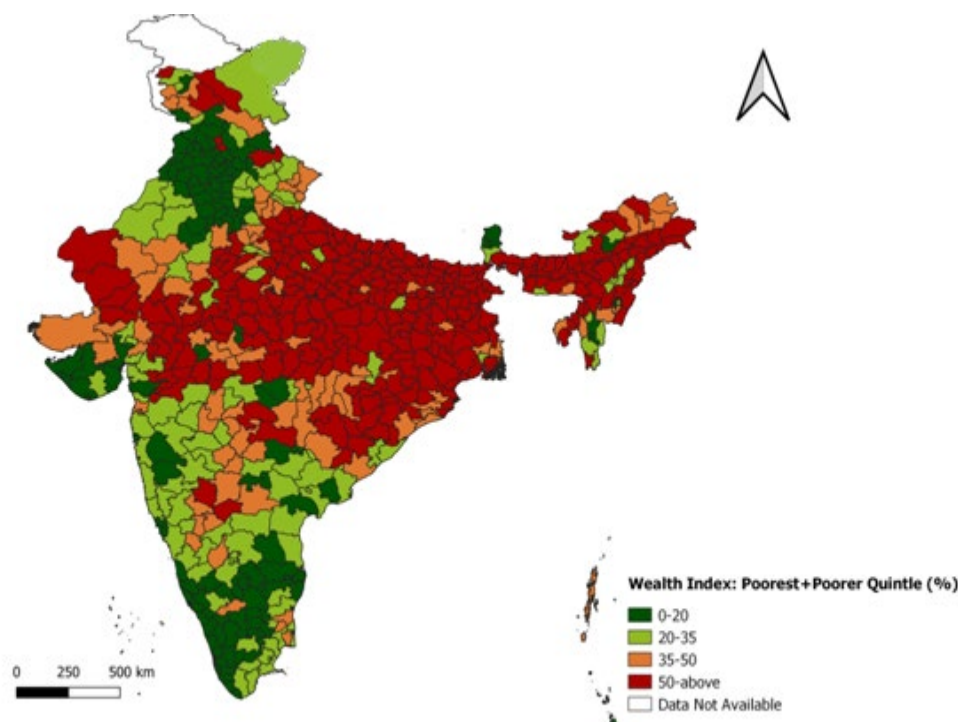 Wealth Index: Poorest+Poorer Quintle (%)
0-20
20-35
35-50
50-above
Data Not Available
0 250 500 km